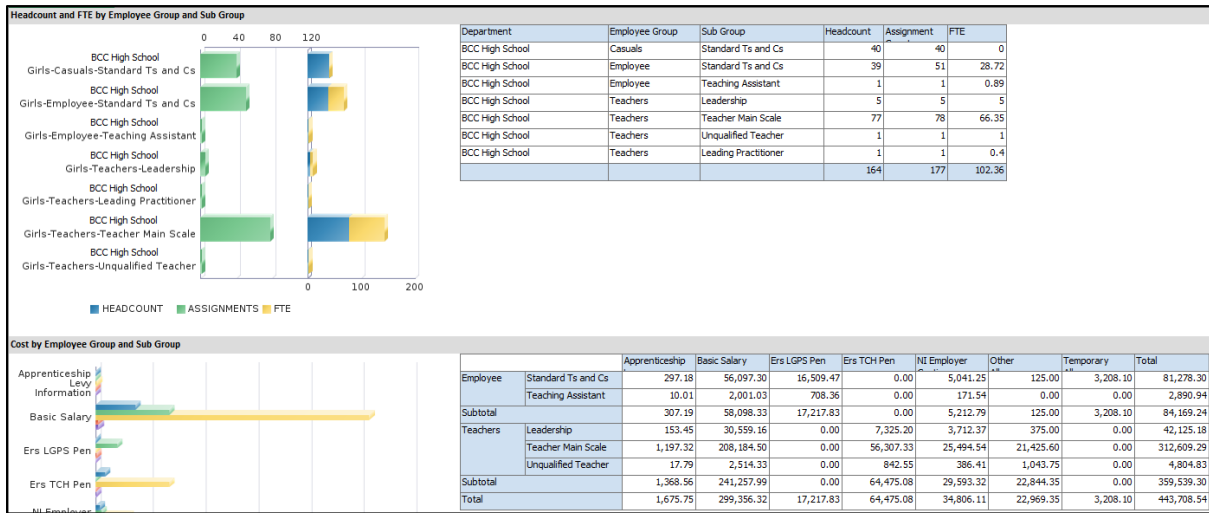 Headcount and FTE by Employee Group and Sub Group
0 40 80 120
BCC High School
Girls-Casuals-Standard Ts and Cs
BCC High School
Girls-Employee-Standard Ts and Cs
BCC High School
Girls-Employee-Teaching Assistant
BCC High School
Girls-Teachers-Leadership
BCC High School
Girls-Teachers-Leading Practitioner
BCC High School
Girls-Teachers-Teacher Main Scale
BCC High School
Girls-Teachers-Unqualified Teacher
0 100 200
HEADCOUNT ASSIGNMENTS FTE
Department Employee Group Sub Group Headcount Assignment FTE
BCC High School Casuals Standard Ts and Cs 40 40 0
BCC High School Employee Standard Ts and Cs 39 51 28.72
BCC High School Employee Teaching Assistant 1 1 0.89
BCC High School Teachers Leadership 5 5 5
BCC High School Teachers Teacher Main Scale 77 78 66.35
BCC High School Teachers Unqualified Teacher 1 1 1
BCC High School Teachers Leading Practitioner 1 1 0.4
164 177 102.36
Cost by Employee Group and Sub Group
Apprenticeship
Levy
Information
Basic Salary
Ers LGPS Pen
Ers TCH Pen
NI Employer
Apprenticeship Basic Salary Ers LGPS Pen Ers TCH Pen NI Employer Other Temporary Total
Employee Standard Ts and Cs 297.18 56,097.30 16,509.47 0.00 5,041.25 125.00 3,208.10 81,278.30
Teaching Assistant 10.01 2,001.03 708.36 0.00 171.54 0.00 0.00 2,890.94
Subtotal 307.19 58,098.33 17,217.83 0.00 5,212.79 125.00 3,208.10 84,169.24
Teachers Leadership 153.45 30,559.16 0.00 7,325.20 3,712.37 375.00 0.00 42,125.18
Teacher Main Scale 1,197.32 208,184.50 0.00 56,307.33 25,494.54 21,425.60 0.00 312,609.29
Unqualified Teacher 17.79 2,514.33 0.00 842.55 386.41 1,043.75 0.00 4,804.83
Subtotal 1,368.56 241,257.99 0.00 64,475.08 29,593.32 22,844.35 0.00 359,539.30
Total 1,675.75 299,356.32 17,217.83 64,475.08 34,806.11 22,969.35 3,208.10 443,708.54